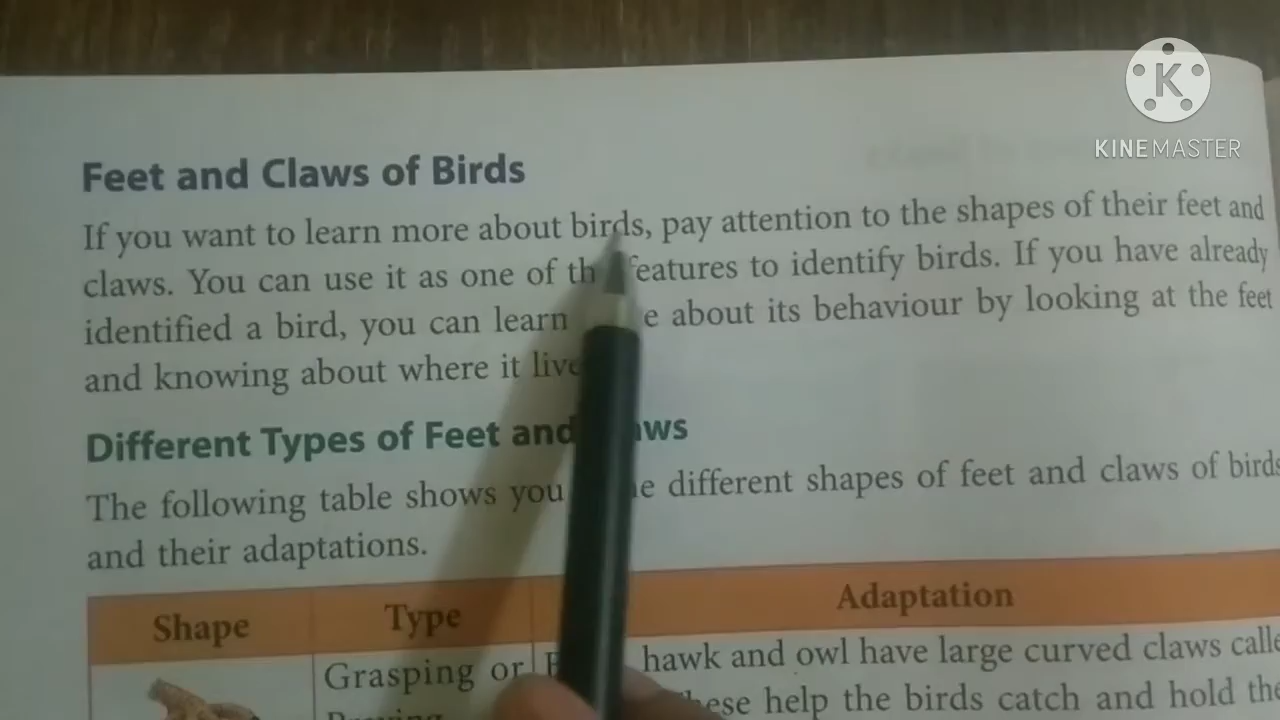 KINEMASTER
Feet and Claws of Birds
If you want to learn more about birds, pay attention to the shapes of their feet and
claws. You can use it as one of th features to identify birds. If you have already
identified a bird, you can learn e about its behaviour by looking at the feet
and knowing about where it live
Different Types of Feet and aws
The following table shows you e different shapes of feet and claws of birds
and their adaptations.
Shape Type Adaptation
Grasping or hawk and owl have large curved claws calle
these help the birds catch and hold the